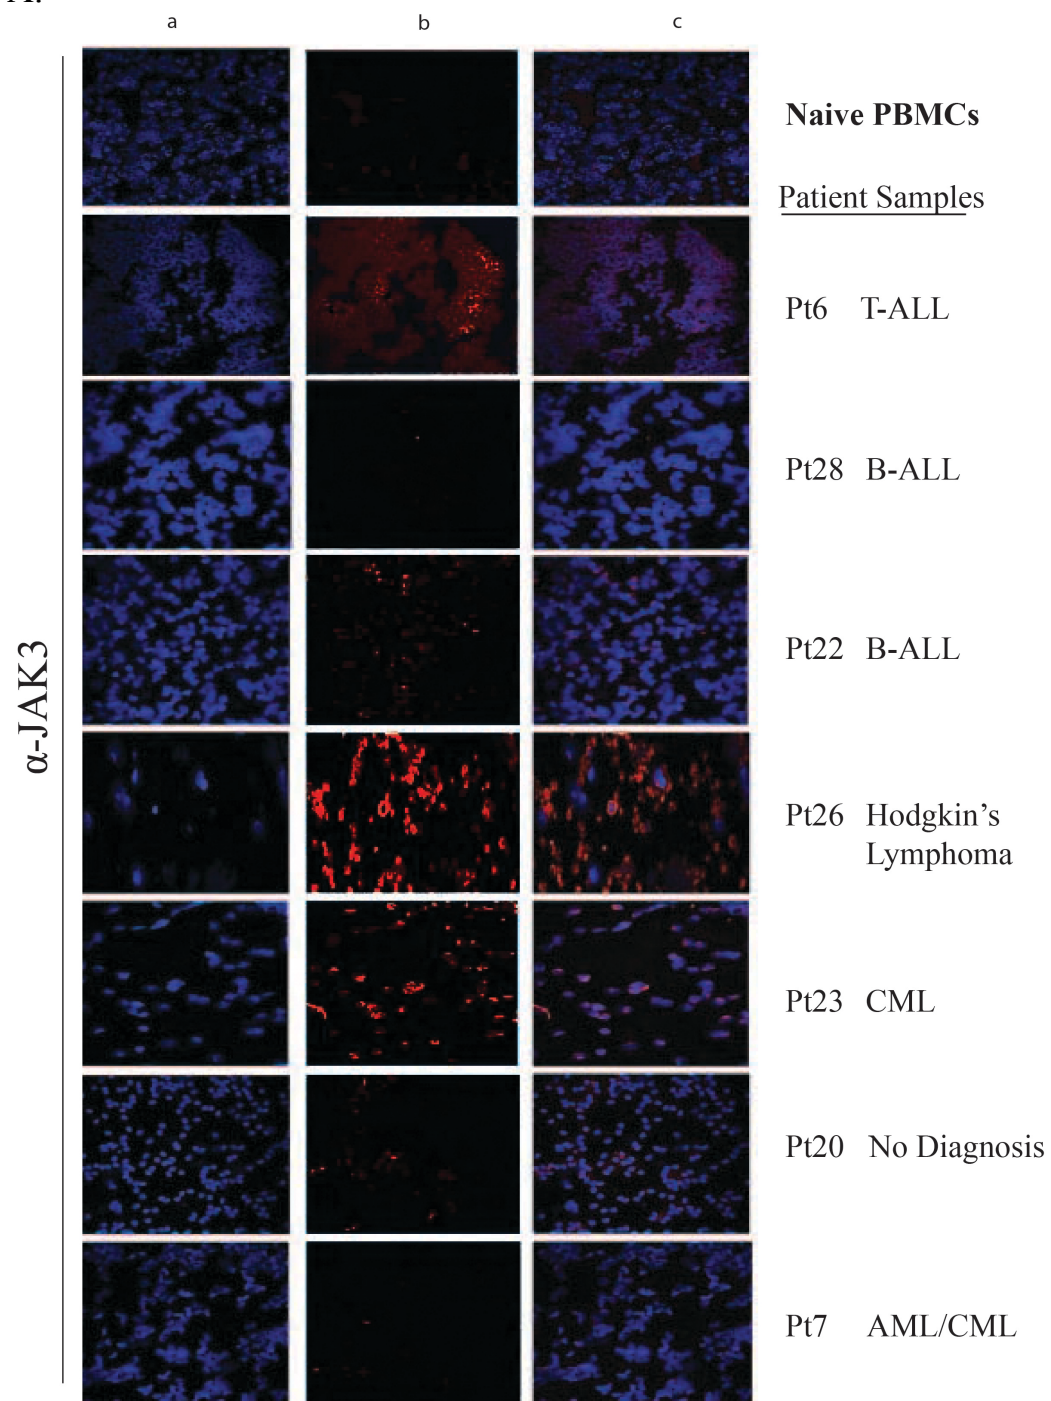 a b c
Naive PBMCs
Patient Samples
Pt6 T-ALL
Pt28 B-ALL
α-JAK3
Pt22 B-ALL
Pt26 Hodgkin's
Lymphoma
Pt23 CML
Pt20 No Diagnosis
Pt7 AML/CML